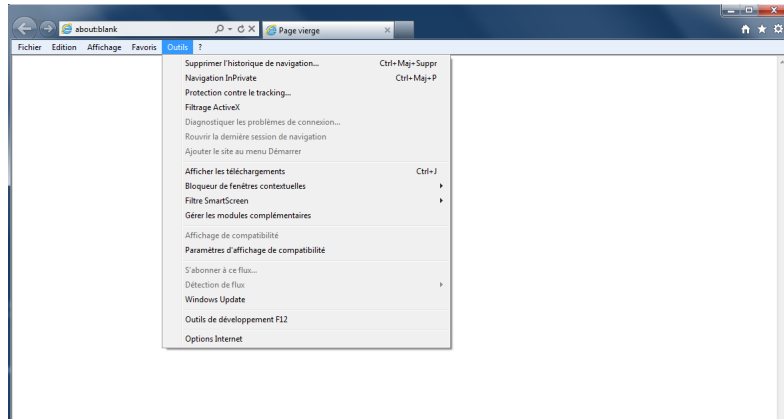 about:blank
Page vierge
Fichier Edition Affichage Favoris Outils ?
Supprimer l'historique de navigation... Ctrl+Maj+Suppr
Navigation InPrivate Ctrl+Maj+P
Protection contre le tracking...
Filtrage ActiveX
Diagnostiquer les problèmes de connexion...
Rouvrir la dernière session de navigation
Ajouter le site au menu Démarrer
Afficher les téléchargements Ctrl+J
Bloqueur de fenêtres contextuelles
Filtre SmartScreen
Gérer les modules complémentaires
Affichage de compatibilité
Paramètres d'affichage de compatibilité
S'abonner à ce flux...
Détection de flux
Windows Update
Outils de développement F12
Options Internet